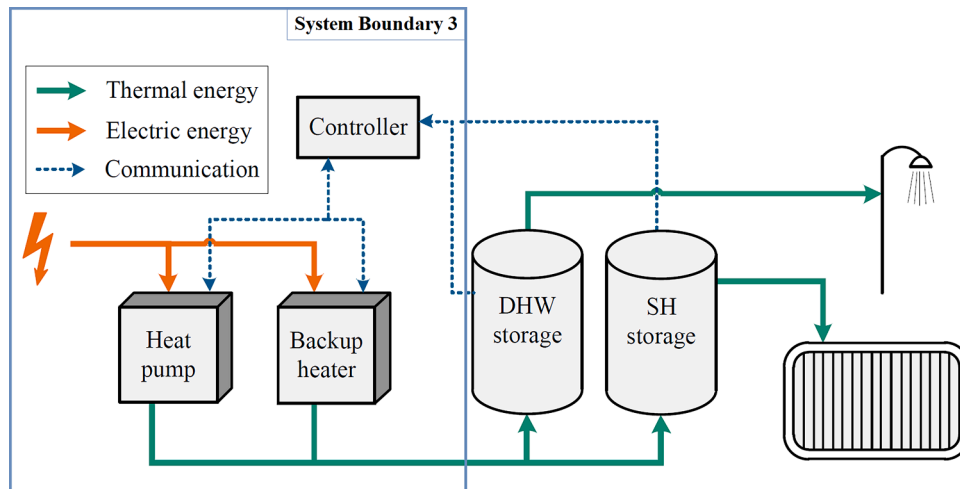 System Boundary 3
Thermal energy
Electric energy
Communication
Controller
Heat
pump
Backup
heater
DHW
storage
SH
storage